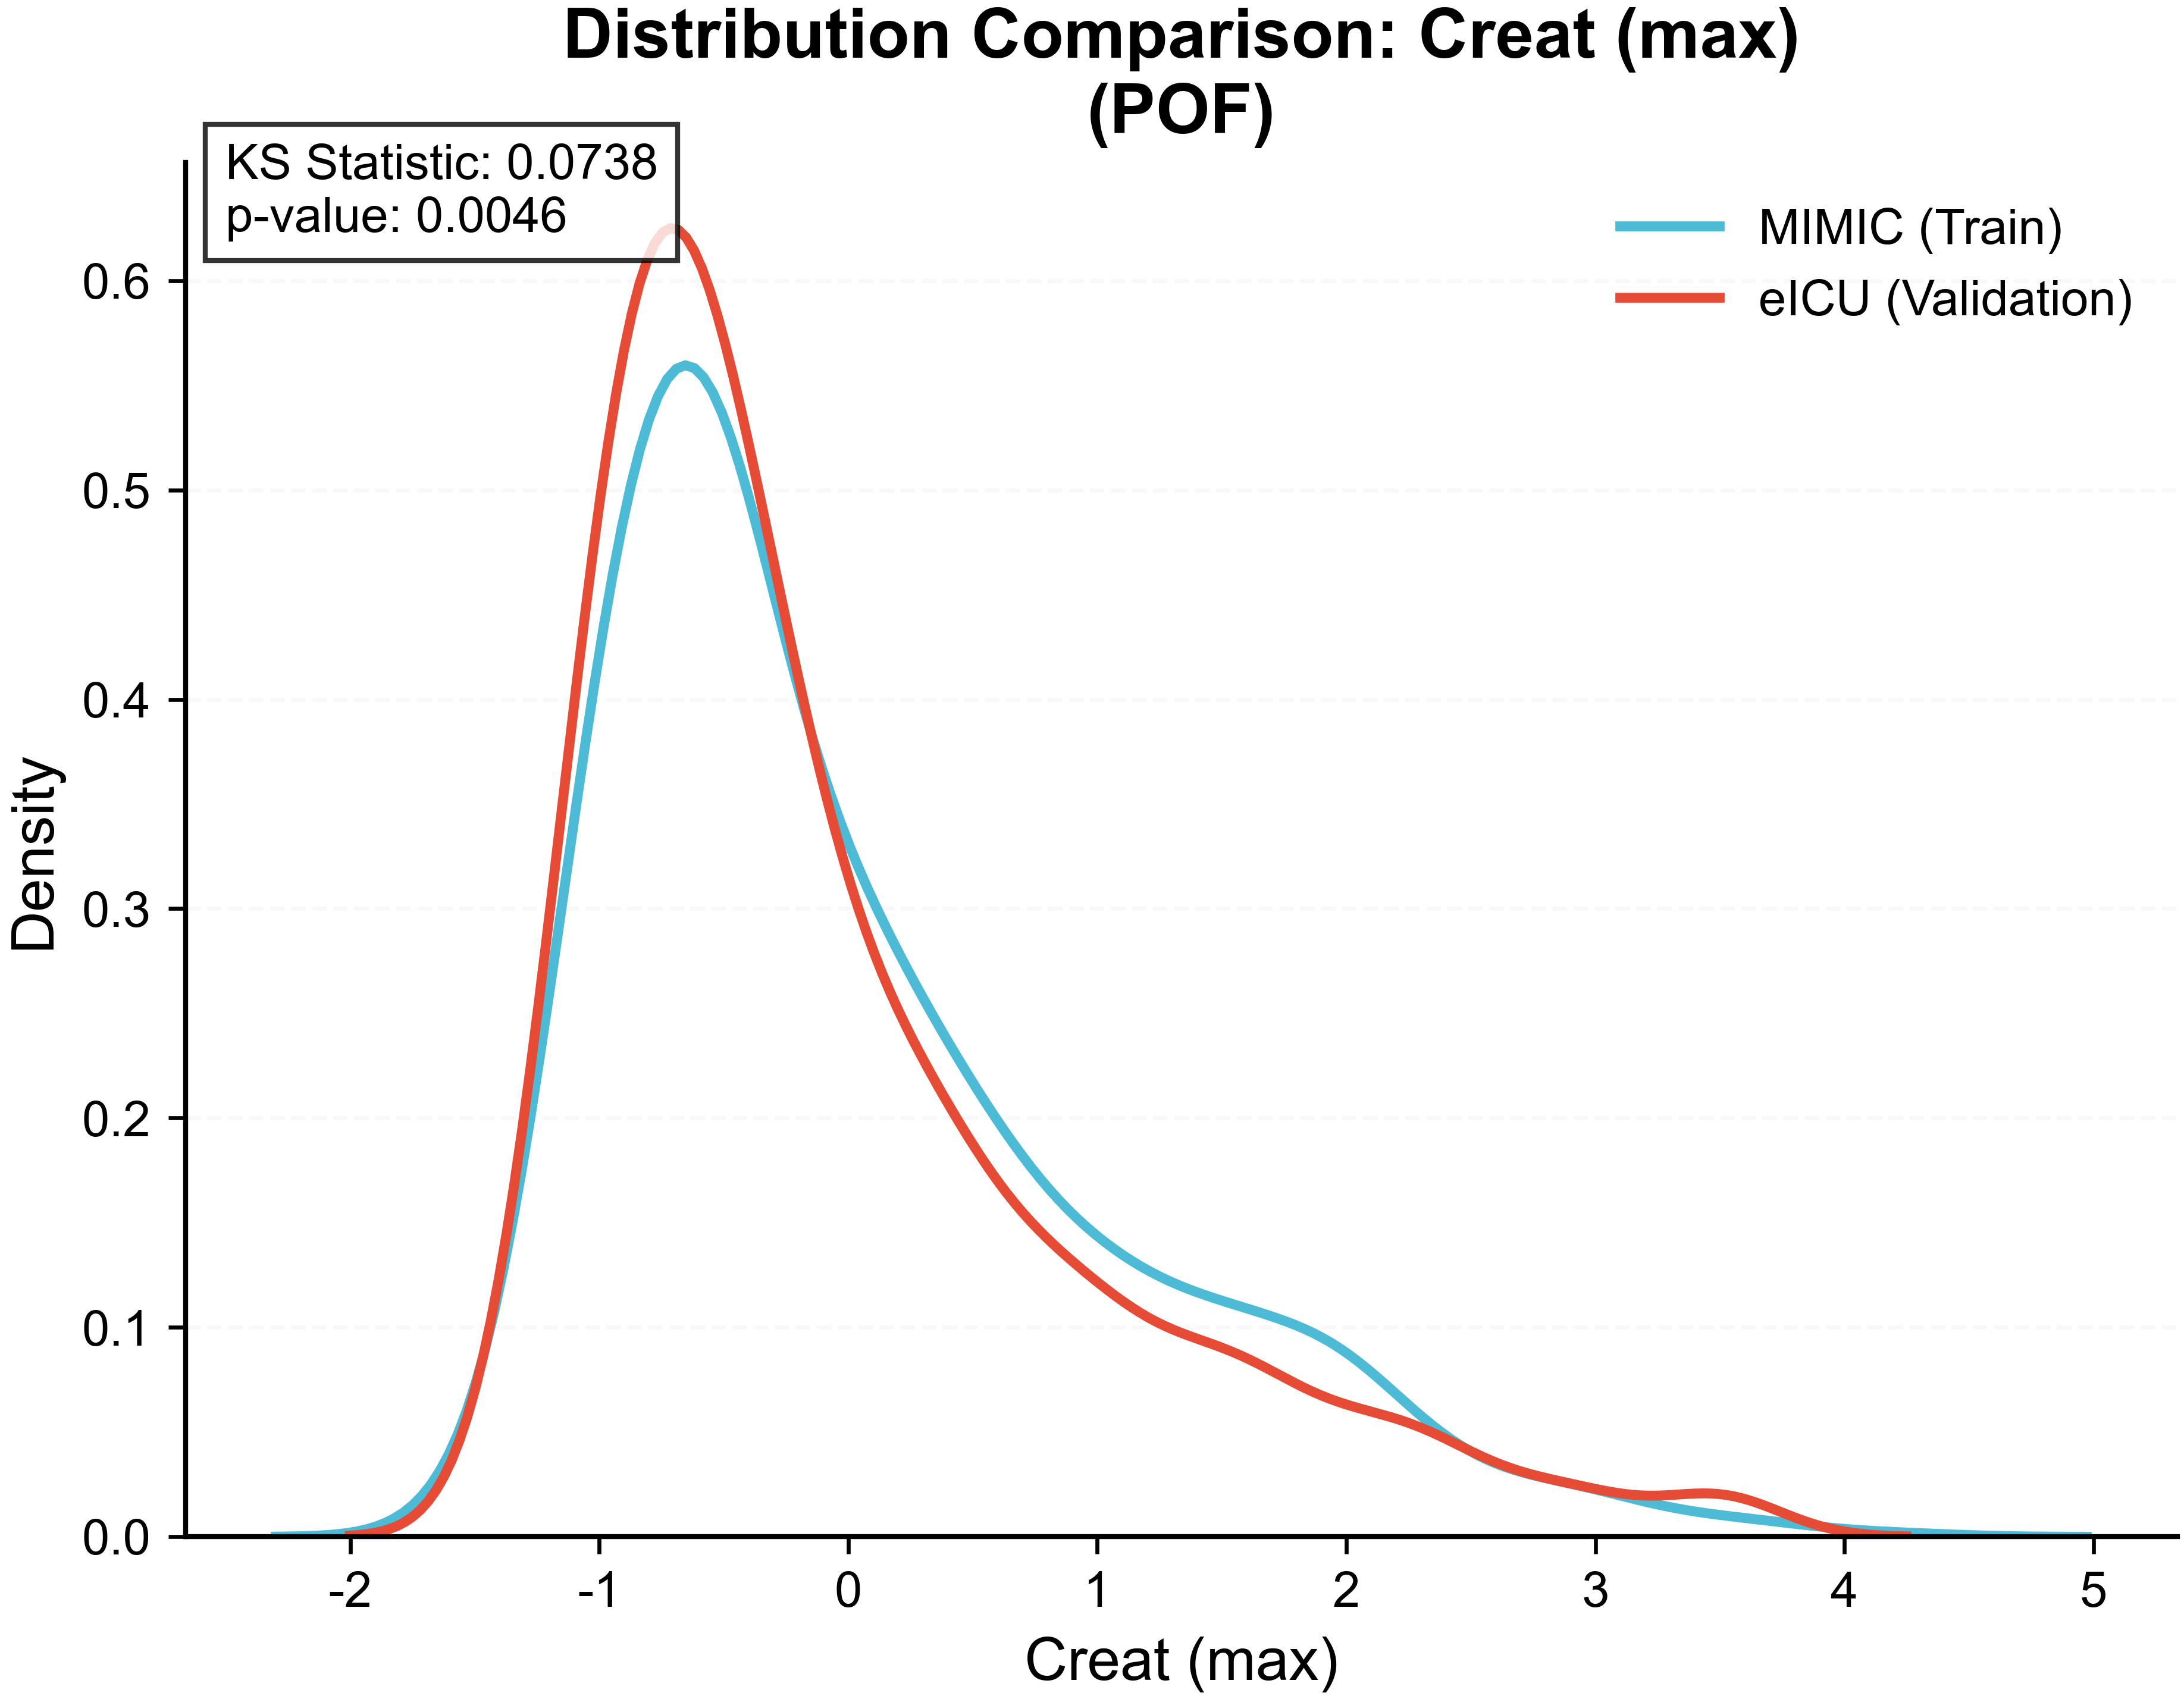 Distribution Comparison: Creat (max)
(POF)
KS Statistic: 0.0738
p-value: 0.0046
MIMIC (Train)
eICU (Validation)
0.6
0.5
0.4
0.3
0.2
0.1
0.0
Density
-2 -1 0 1 2 3 4 5
Creat (max)